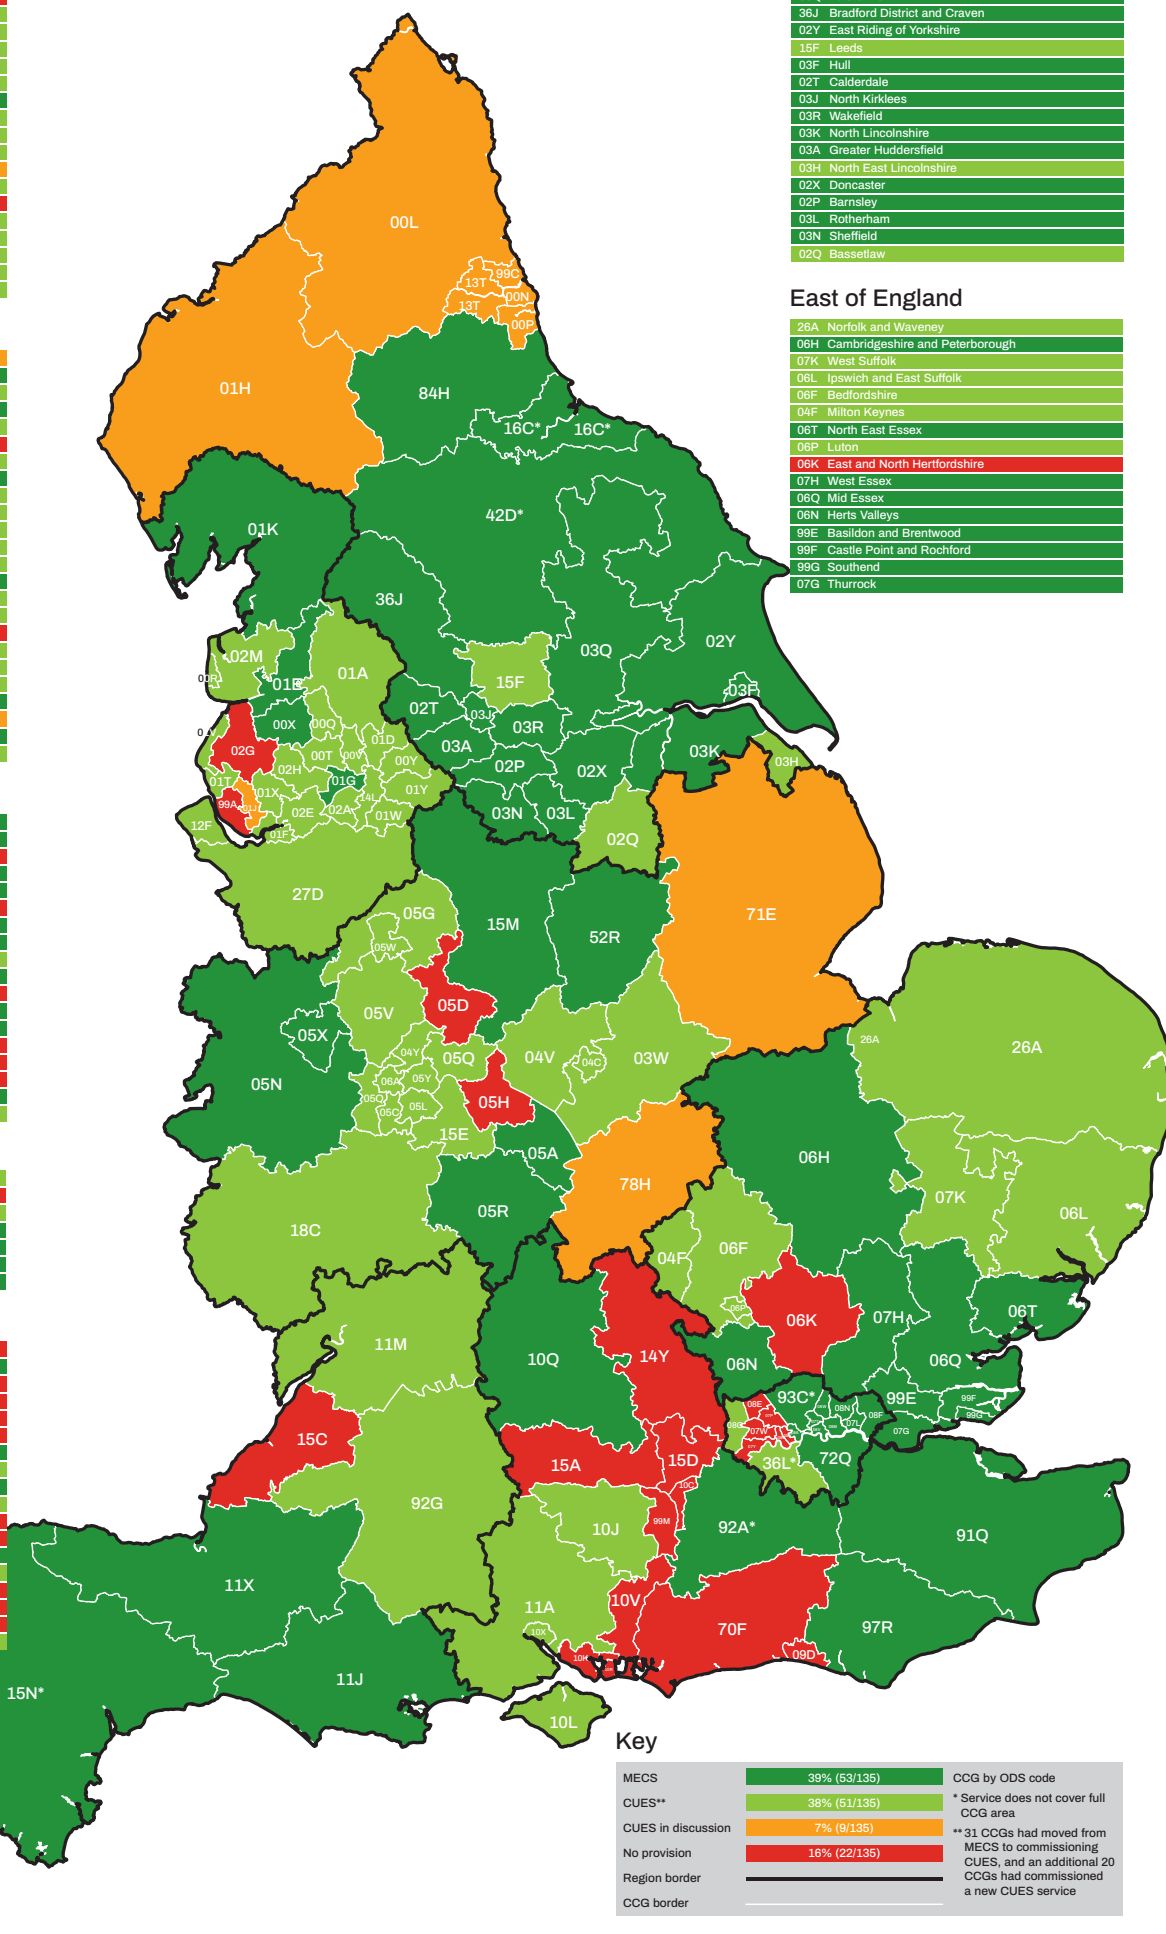 36J Bradford District and Craven
02Y East Riding of Yorkshire
15F Leeds
03F Hull
02T Calderdale
03J North Kirklees
03R Wakefield
03K North Lincolnshire
03A Greater Huddersfield
03H North East Lincolnshire
02X Doncaster
02P Barnsley
03L Rotherham
03N Sheffield
02Q Bassetlaw
East of England
26A Norfolk and Waveney
06H Cambridgeshire and Peterborough
07K West Suffolk
06L Ipswich and East Suffolk
06F Bedfordshire
04F Milton Keynes
06T North East Essex
06P Luton
06K East and North Hertfordshire
07H West Essex
06Q Mid Essex
06N Herts Valleys
99E Basildon and Brentwood
99F Castle Point and Rochford
99G Southend
07G Thurrock
00L
13T 99C
13T 00N
00P
01H
84H
16C* 16C*
42D*
01K
36J
03Q
02Y
02M
01A
15F
00R
01E
03F
02T
03J
03R
00X
00Q
02G
01D
03A
03K
00T
00V
00Y
02P
02X
03H
02H
01T
01G
01X
01Y
99A
01J
14L
02E
02A
01W
03N
03L
12F
01F
02Q
27D
05G
15M
52R
71E
05W
05D
05V
05X
04Y
05Q
04V
04C
03W
26A
26A
05N
06A
05Y
05C
05L
05H
15E
05A
06H
78H
07K
06L
05R
18C
04F
06F
06P
06K
07H
06T
11M
10Q
14Y
06N
06Q
93C*
99E
99F
99G
08E
08N
08F
07L
07W
07G
15C
15A
15D
36L*
72Q
10C
92G
10J
99M
92A*
91Q
11X
11A
10V
70F
97R
10X
10K
09D
15N*
11J
10L
Key
MECS 39% (53/135)
CUES** 38% (51/135)
CUES in discussion 7% (9/135)
No provision 16% (22/135)
Region border
CCG border
CCG by ODS code
* Service does not cover full
CCG area
** 31 CCGs had moved from
MECS to commissioning
CUES, and an additional 20
CCGs had commissioned
a new CUES service